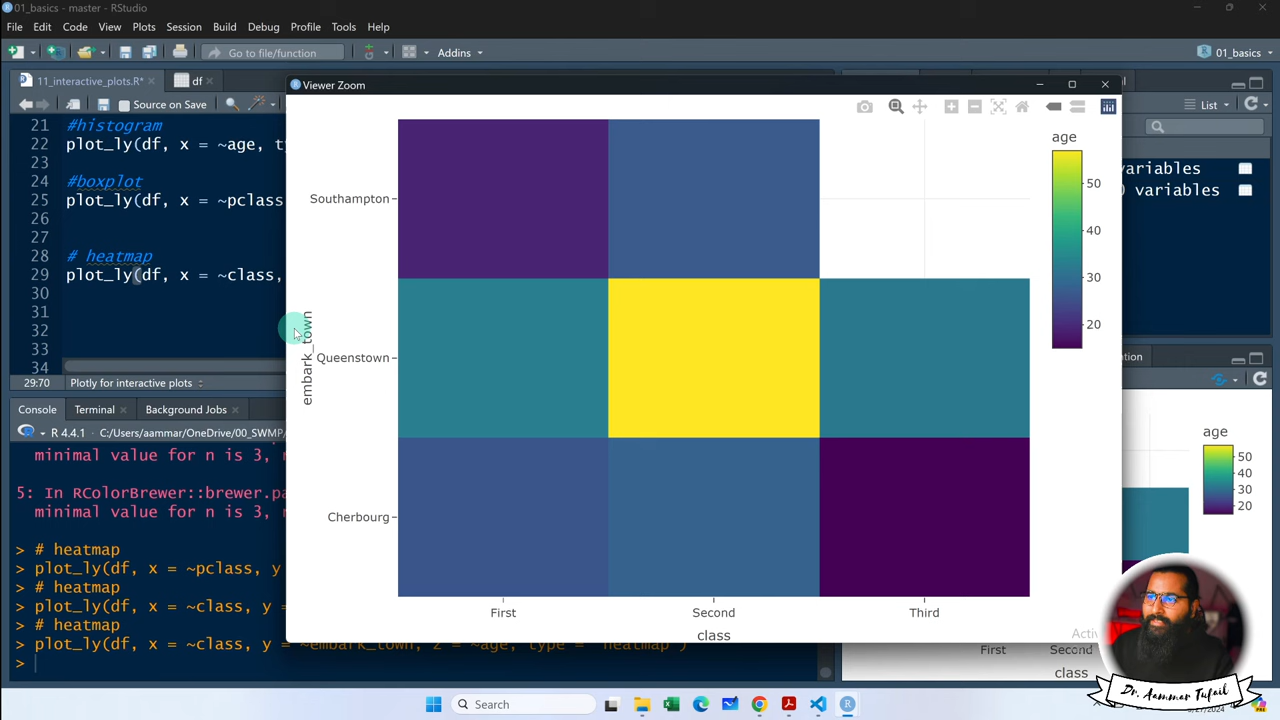 01_basics - master - RStudio
File Edit Code View Plots Session Build Debug Profile Tools Help
Go to file/function Addins 01_basics
11_interactive_plots.R* df
Source on Save List
21 #histogram
22 plot_ly(df, x = ~age,
23
24 #boxplot
25 plot_ly(df, x = ~pclass
26
27
28 # heatmap
29 plot_ly(df, x = ~class,
30
31
32
33
34
29:70 Plotly for interactive plots
Console Terminal Background Jobs
R 4.4.1 C:/Users/aammar/OneDrive/00_SWMP/
minimal value for n is 3,
5: In RColorBrewer::brewer.pa
minimal value for n is 3,
> # heatmap
> plot_ly(df, x = ~pclass, y
> # heatmap
> plot_ly(df, x = ~class, y =
> # heatmap
> plot_ly(df, x = ~class, y = ~embark_town, z = ~age, type = "heatmap")
>
Viewer Zoom
embark_town
Southampton
Queenstown
Cherbourg
First Second Third
class
age
50
40
30
20
variables
0 variables
age
50
40
30
20
First Second
class
Dr. Aammar Tufail
Search